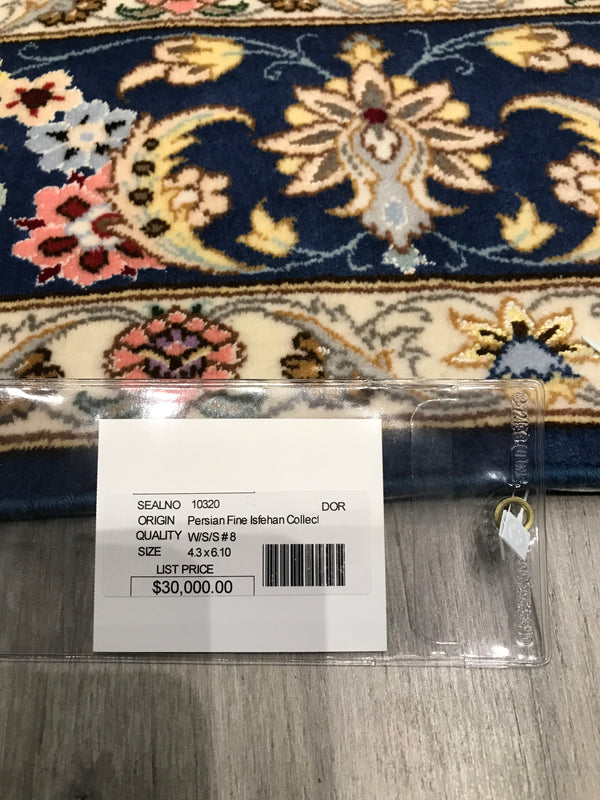 SEALNO 10320 DOR
ORIGIN Persian Fine Isfehan Collect
QUALITY W/S/S # 8
SIZE 4.3 x 6.10
LIST PRICE
$30,000.00